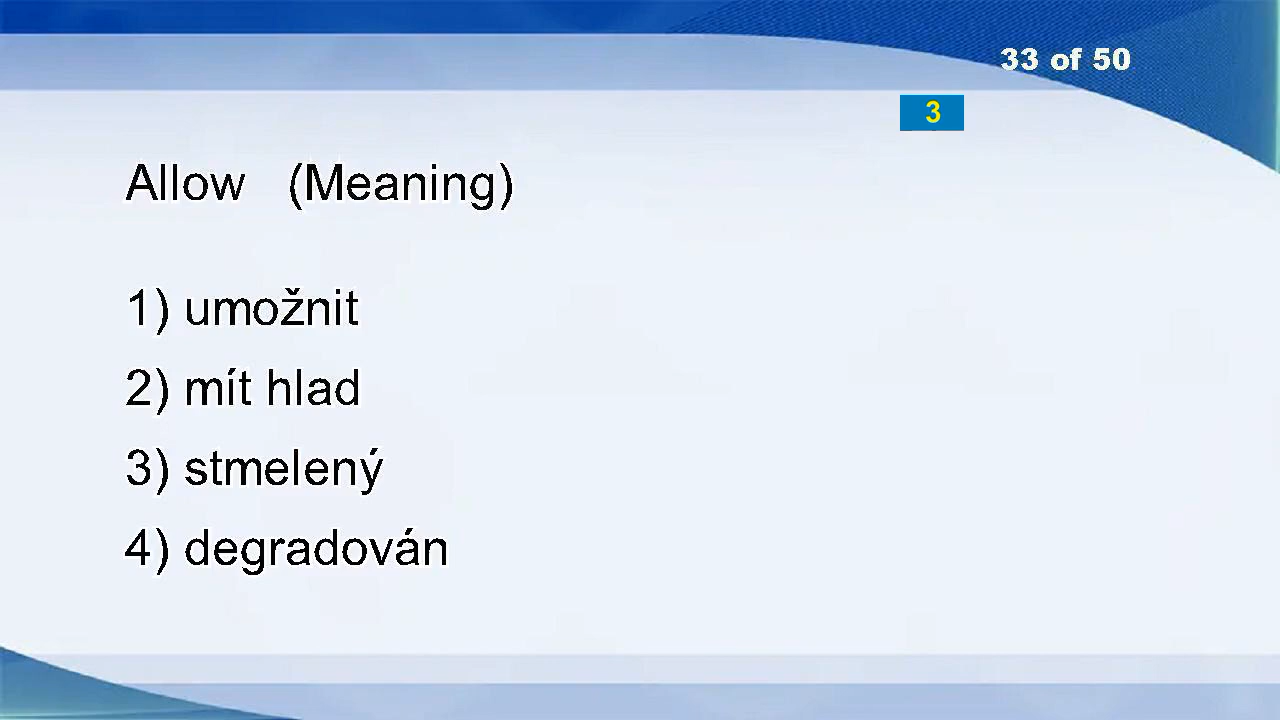 33 of 50
3
Allow (Meaning)
1) umožnit
2) mít hlad
3) stmelený
4) degradován